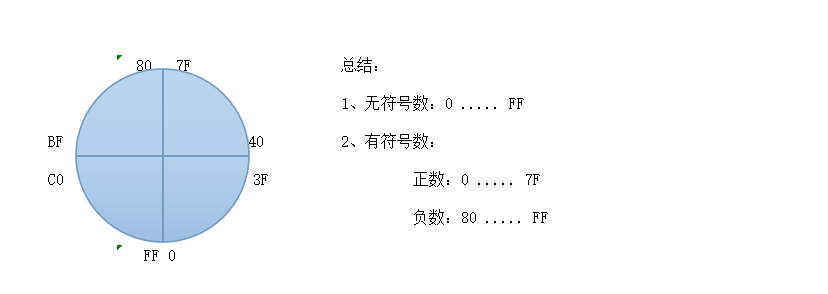 80 7F
BF 40
C0 3F
FF 0
总结：
1、无符号数：0 ..... FF
2、有符号数：
正数：0 ..... 7F
负数：80 ..... FF